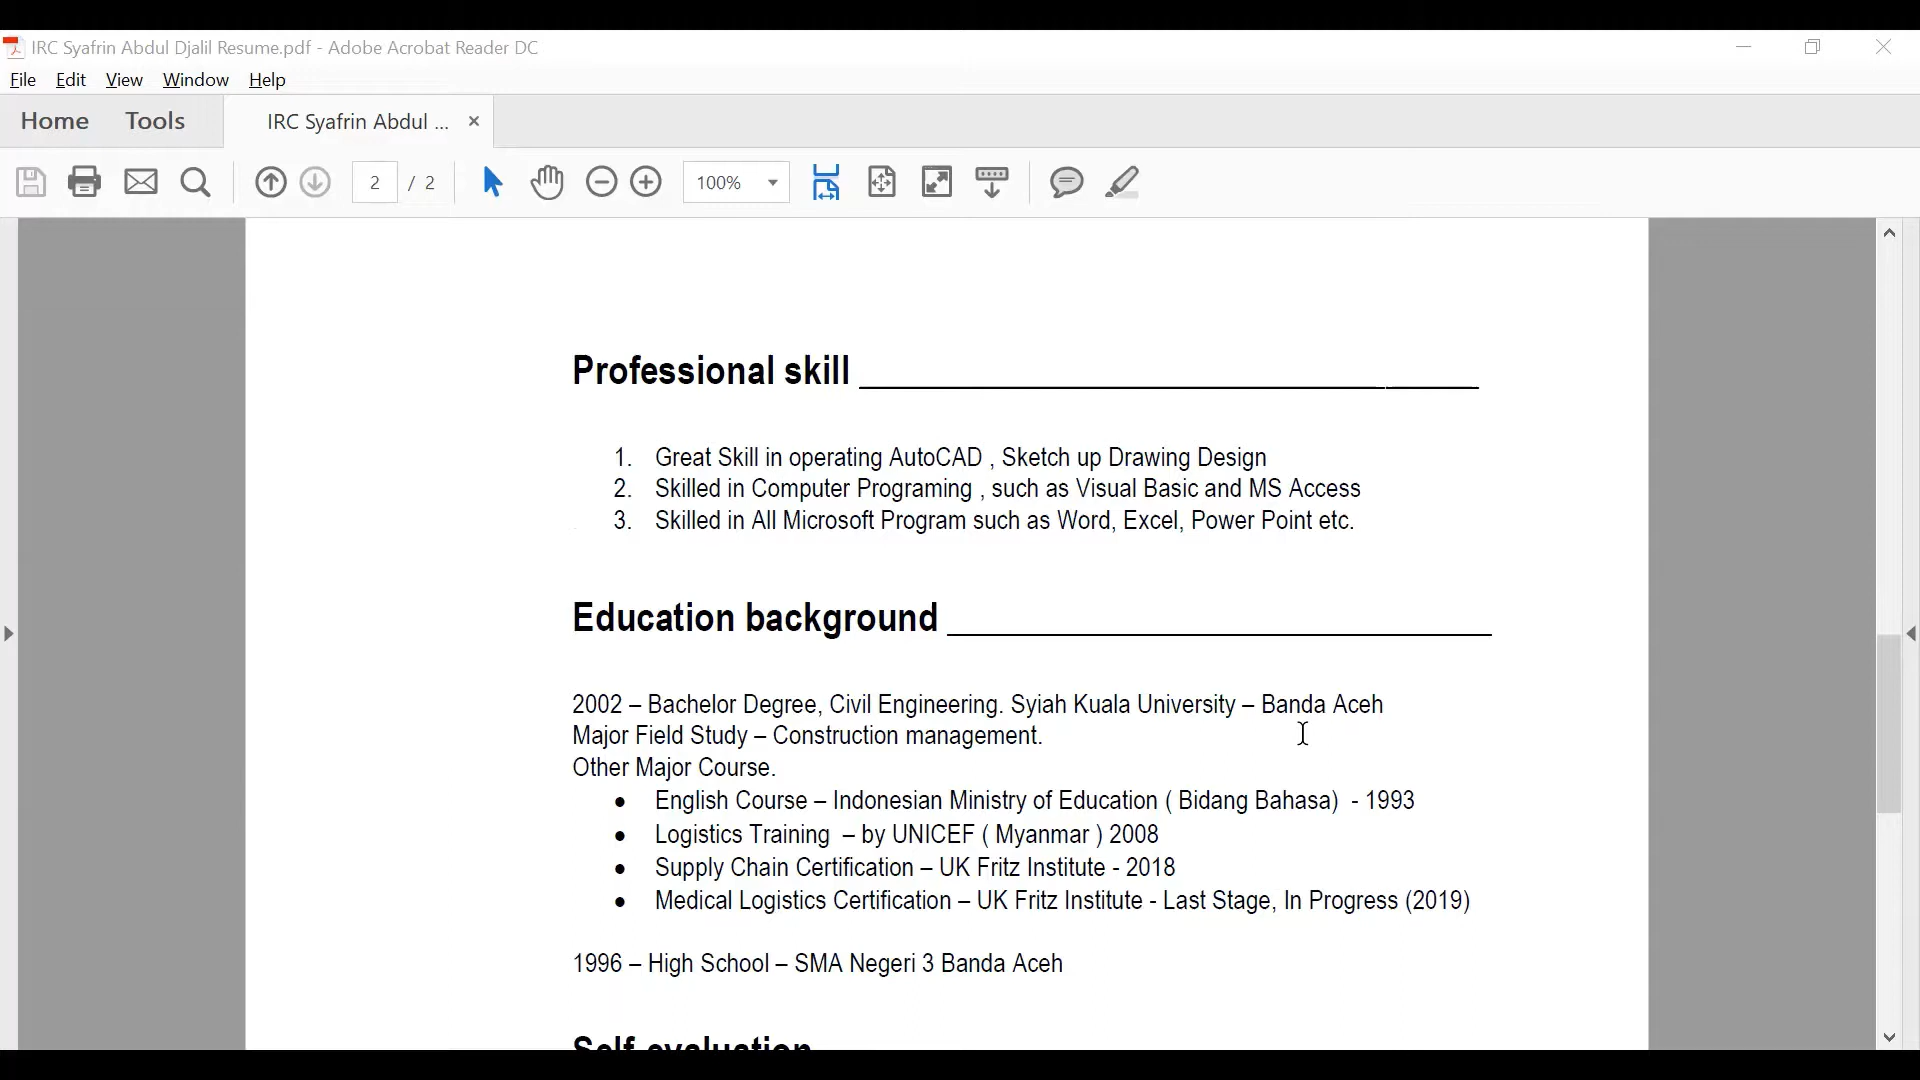 IRC Syafrin Abdul Djalil Resume.pdf - Adobe Acrobat Reader DC
File Edit View Window Help
Home Tools IRC Syafrin Abdul ...
2 / 2 100%
Professional skill
1. Great Skill in operating AutoCAD , Sketch up Drawing Design
2. Skilled in Computer Programing , such as Visual Basic and MS Access
3. Skilled in All Microsoft Program such as Word, Excel, Power Point etc.
Education background
2002 – Bachelor Degree, Civil Engineering. Syiah Kuala University – Banda Aceh
Major Field Study – Construction management.
Other Major Course.
• English Course – Indonesian Ministry of Education ( Bidang Bahasa) - 1993
• Logistics Training – by UNICEF ( Myanmar ) 2008
• Supply Chain Certification – UK Fritz Institute - 2018
• Medical Logistics Certification – UK Fritz Institute - Last Stage, In Progress (2019)
1996 – High School – SMA Negeri 3 Banda Aceh
Self evaluation